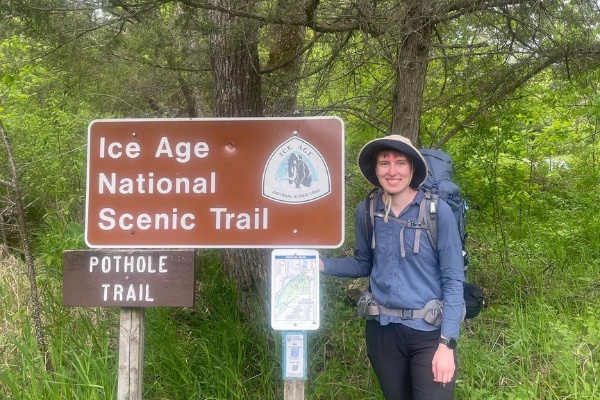 Ice Age
National
Scenic Trail
ICE AGE
NATIONAL SCENIC TRAIL
POTHOLE
TRAIL